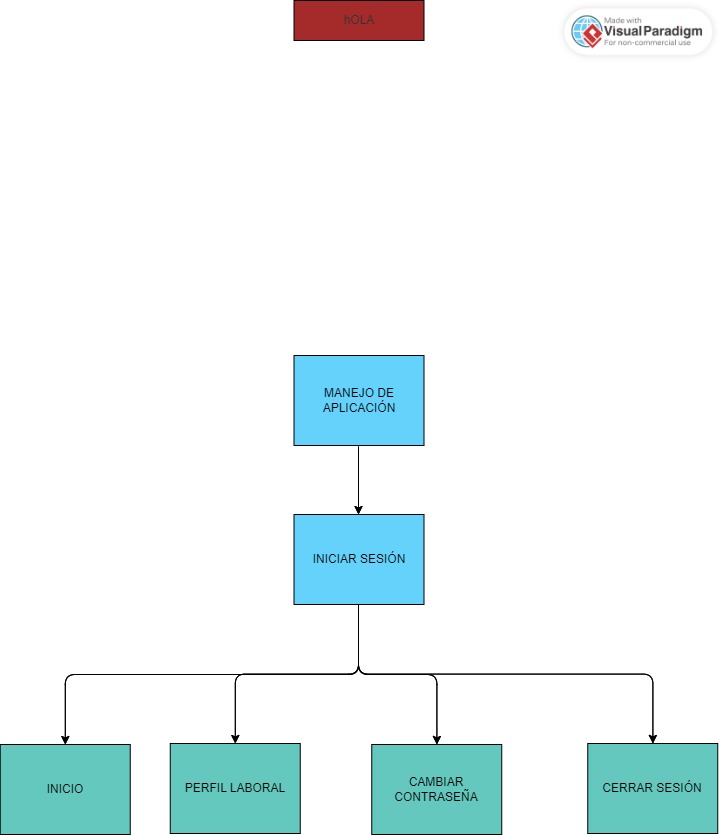 hOLA
Made with
Visual Paradigm
For non-commercial use
MANEJO DE
APLICACIÓN
INICIAR SESIÓN
INICIO
PERFIL LABORAL
CAMBIAR
CONTRASEÑA
CERRAR SESIÓN